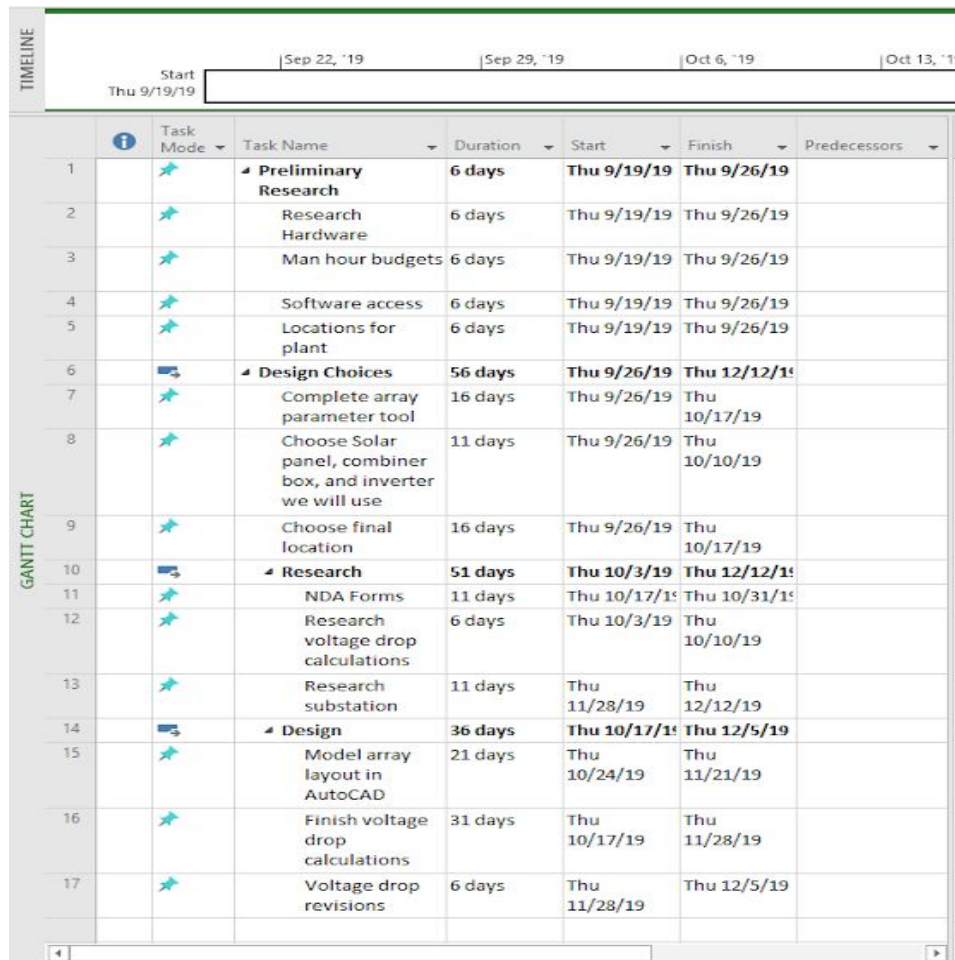 TIMELINE
Sep 22, '19
Sep 29, '19
Oct 6, '19
Oct 13, '1
Start
Thu 9/19/19
GANTT CHART
Task Mode Task Name Duration Start Finish Predecessors
1 Preliminary Research 6 days Thu 9/19/19 Thu 9/26/19
2 Research Hardware 6 days Thu 9/19/19 Thu 9/26/19
3 Man hour budgets 6 days Thu 9/19/19 Thu 9/26/19
4 Software access 6 days Thu 9/19/19 Thu 9/26/19
5 Locations for plant 6 days Thu 9/19/19 Thu 9/26/19
6 Design Choices 56 days Thu 9/26/19 Thu 12/12/19
7 Complete array parameter tool 16 days Thu 9/26/19 Thu 10/17/19
8 Choose Solar panel, combiner box, and inverter we will use 11 days Thu 9/26/19 Thu 10/10/19
9 Choose final location 16 days Thu 9/26/19 Thu 10/17/19
10 Research 51 days Thu 10/3/19 Thu 12/12/19
11 NDA Forms 11 days Thu 10/17/19 Thu 10/31/19
12 Research voltage drop calculations 6 days Thu 10/3/19 Thu 10/10/19
13 Research substation 11 days Thu 11/28/19 Thu 12/12/19
14 Design 36 days Thu 10/17/19 Thu 12/5/19
15 Model array layout in AutoCAD 21 days Thu 10/24/19 Thu 11/21/19
16 Finish voltage drop calculations 31 days Thu 10/17/19 Thu 11/28/19
17 Voltage drop revisions 6 days Thu 11/28/19 Thu 12/5/19